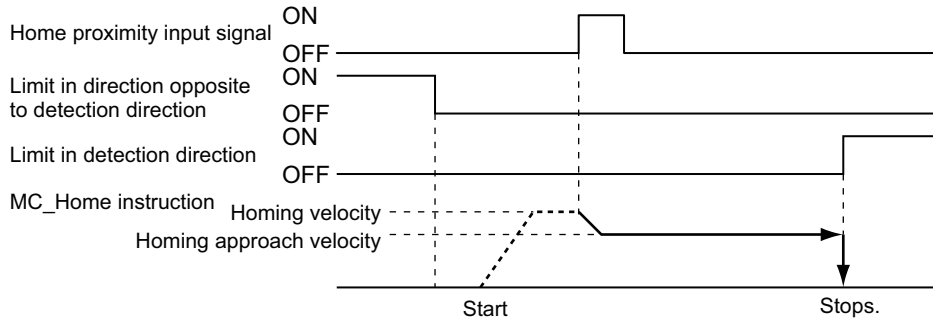 ON
Home proximity input signal
OFF
ON
Limit in direction opposite
to detection direction
OFF
ON
Limit in detection direction
OFF
MC_Home instruction
Homing velocity
Homing approach velocity
Start
Stops.